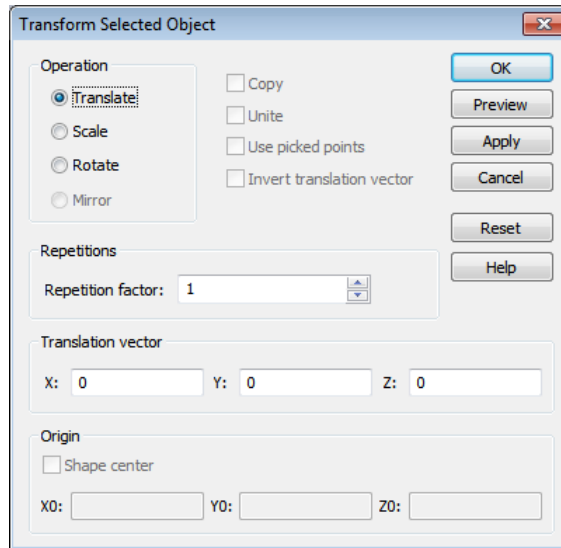 Transform Selected Object
Operation
Translate
Scale
Rotate
Mirror
Copy
Unite
Use picked points
Invert translation vector
OK
Preview
Apply
Cancel
Reset
Help
Repetitions
Repetition factor: 1
Translation vector
X: 0 Y: 0 Z: 0
Origin
Shape center
X0: Y0: Z0: